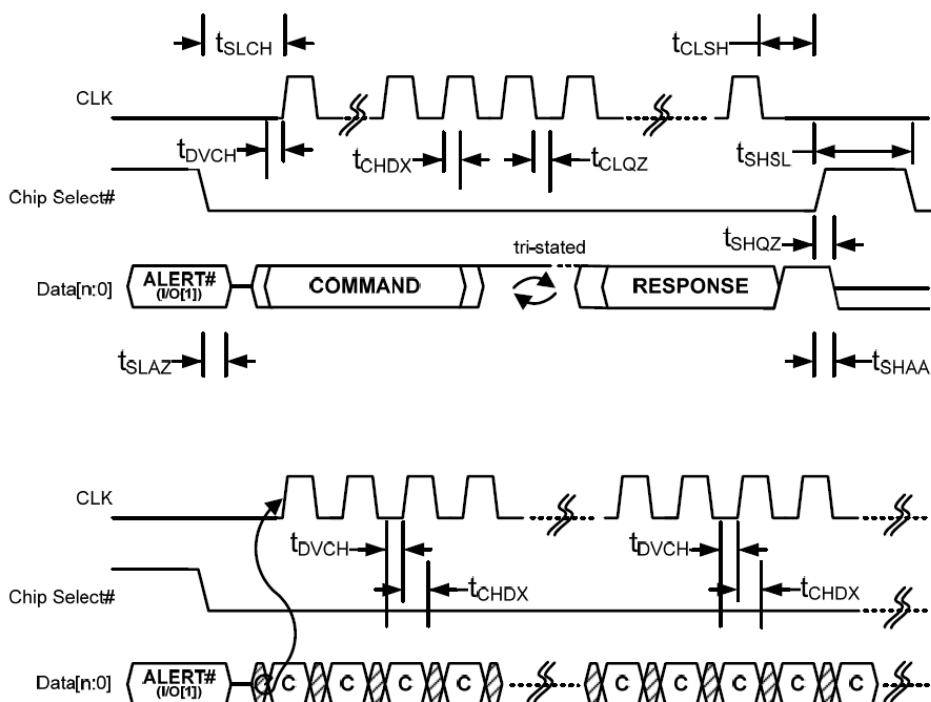 tSLCH
tCLSH
CLK
tDVCH
tCHDX
tCLQZ
tSHSL
Chip Select#
tSHQZ
tri-stated
Data[n:0]
ALERT#
(I/O[1])
COMMAND
RESPONSE
tSLAZ
tSHAA
CLK
tDVCH
tDVCH
Chip Select#
tCHDX
tCHDX
Data[n:0]
ALERT#
(I/O[1])
C C C C C C C C C